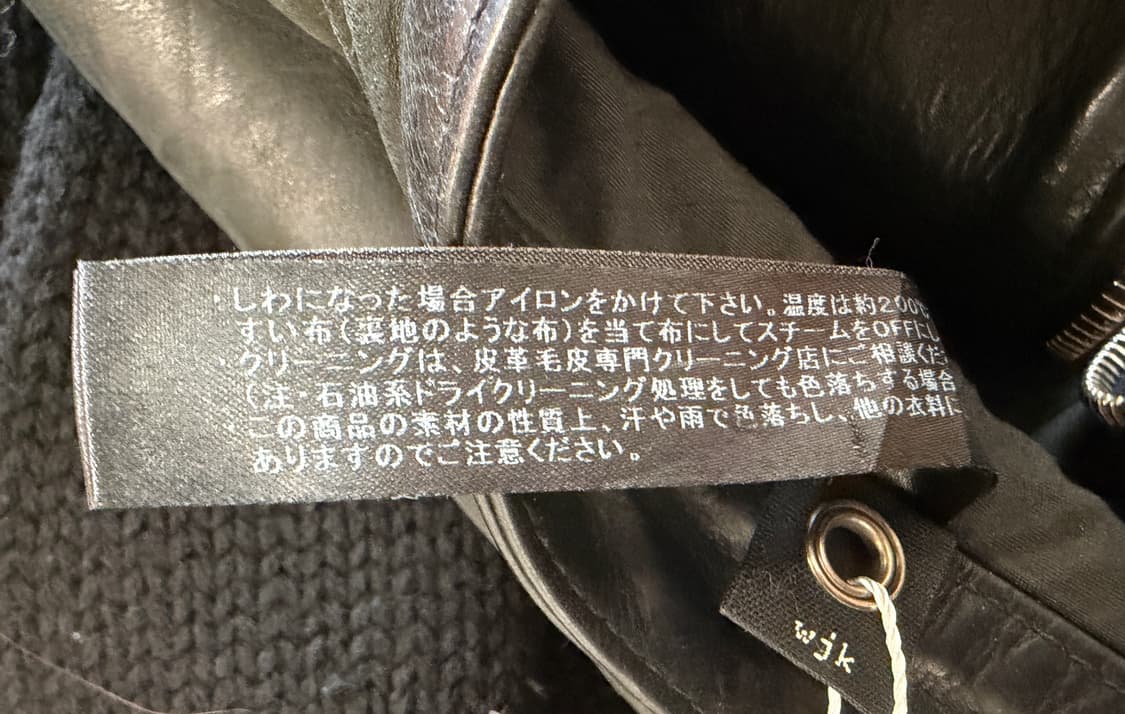 ・しわになった場合アイロンをかけて下さい。温度は約200℃
すい布(裏地のような布)を当て布にしてスチームをOFFにし
・クリーニングは、皮革毛皮専門クリーニング店にご相談くだ
(注・石油系ドライクリーニング処理をしても色落ちする場合
・この商品の素材の性質上、汗や雨で色落ちし、他の衣料に
ありますのでご注意ください。
wjk